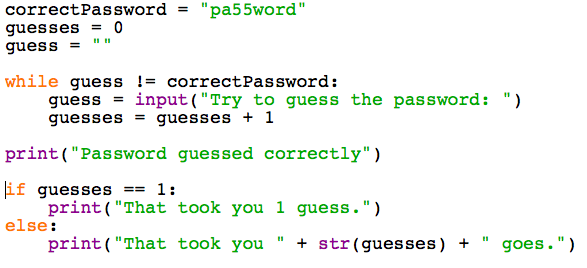 correctPassword = "pa55word"
guesses = 0
guess = ""
while guess != correctPassword:
    guess = input("Try to guess the password: ")
    guesses = guesses + 1
print("Password guessed correctly")
if guesses == 1:
    print("That took you 1 guess.")
else:
    print("That took you " + str(guesses) + " goes.")